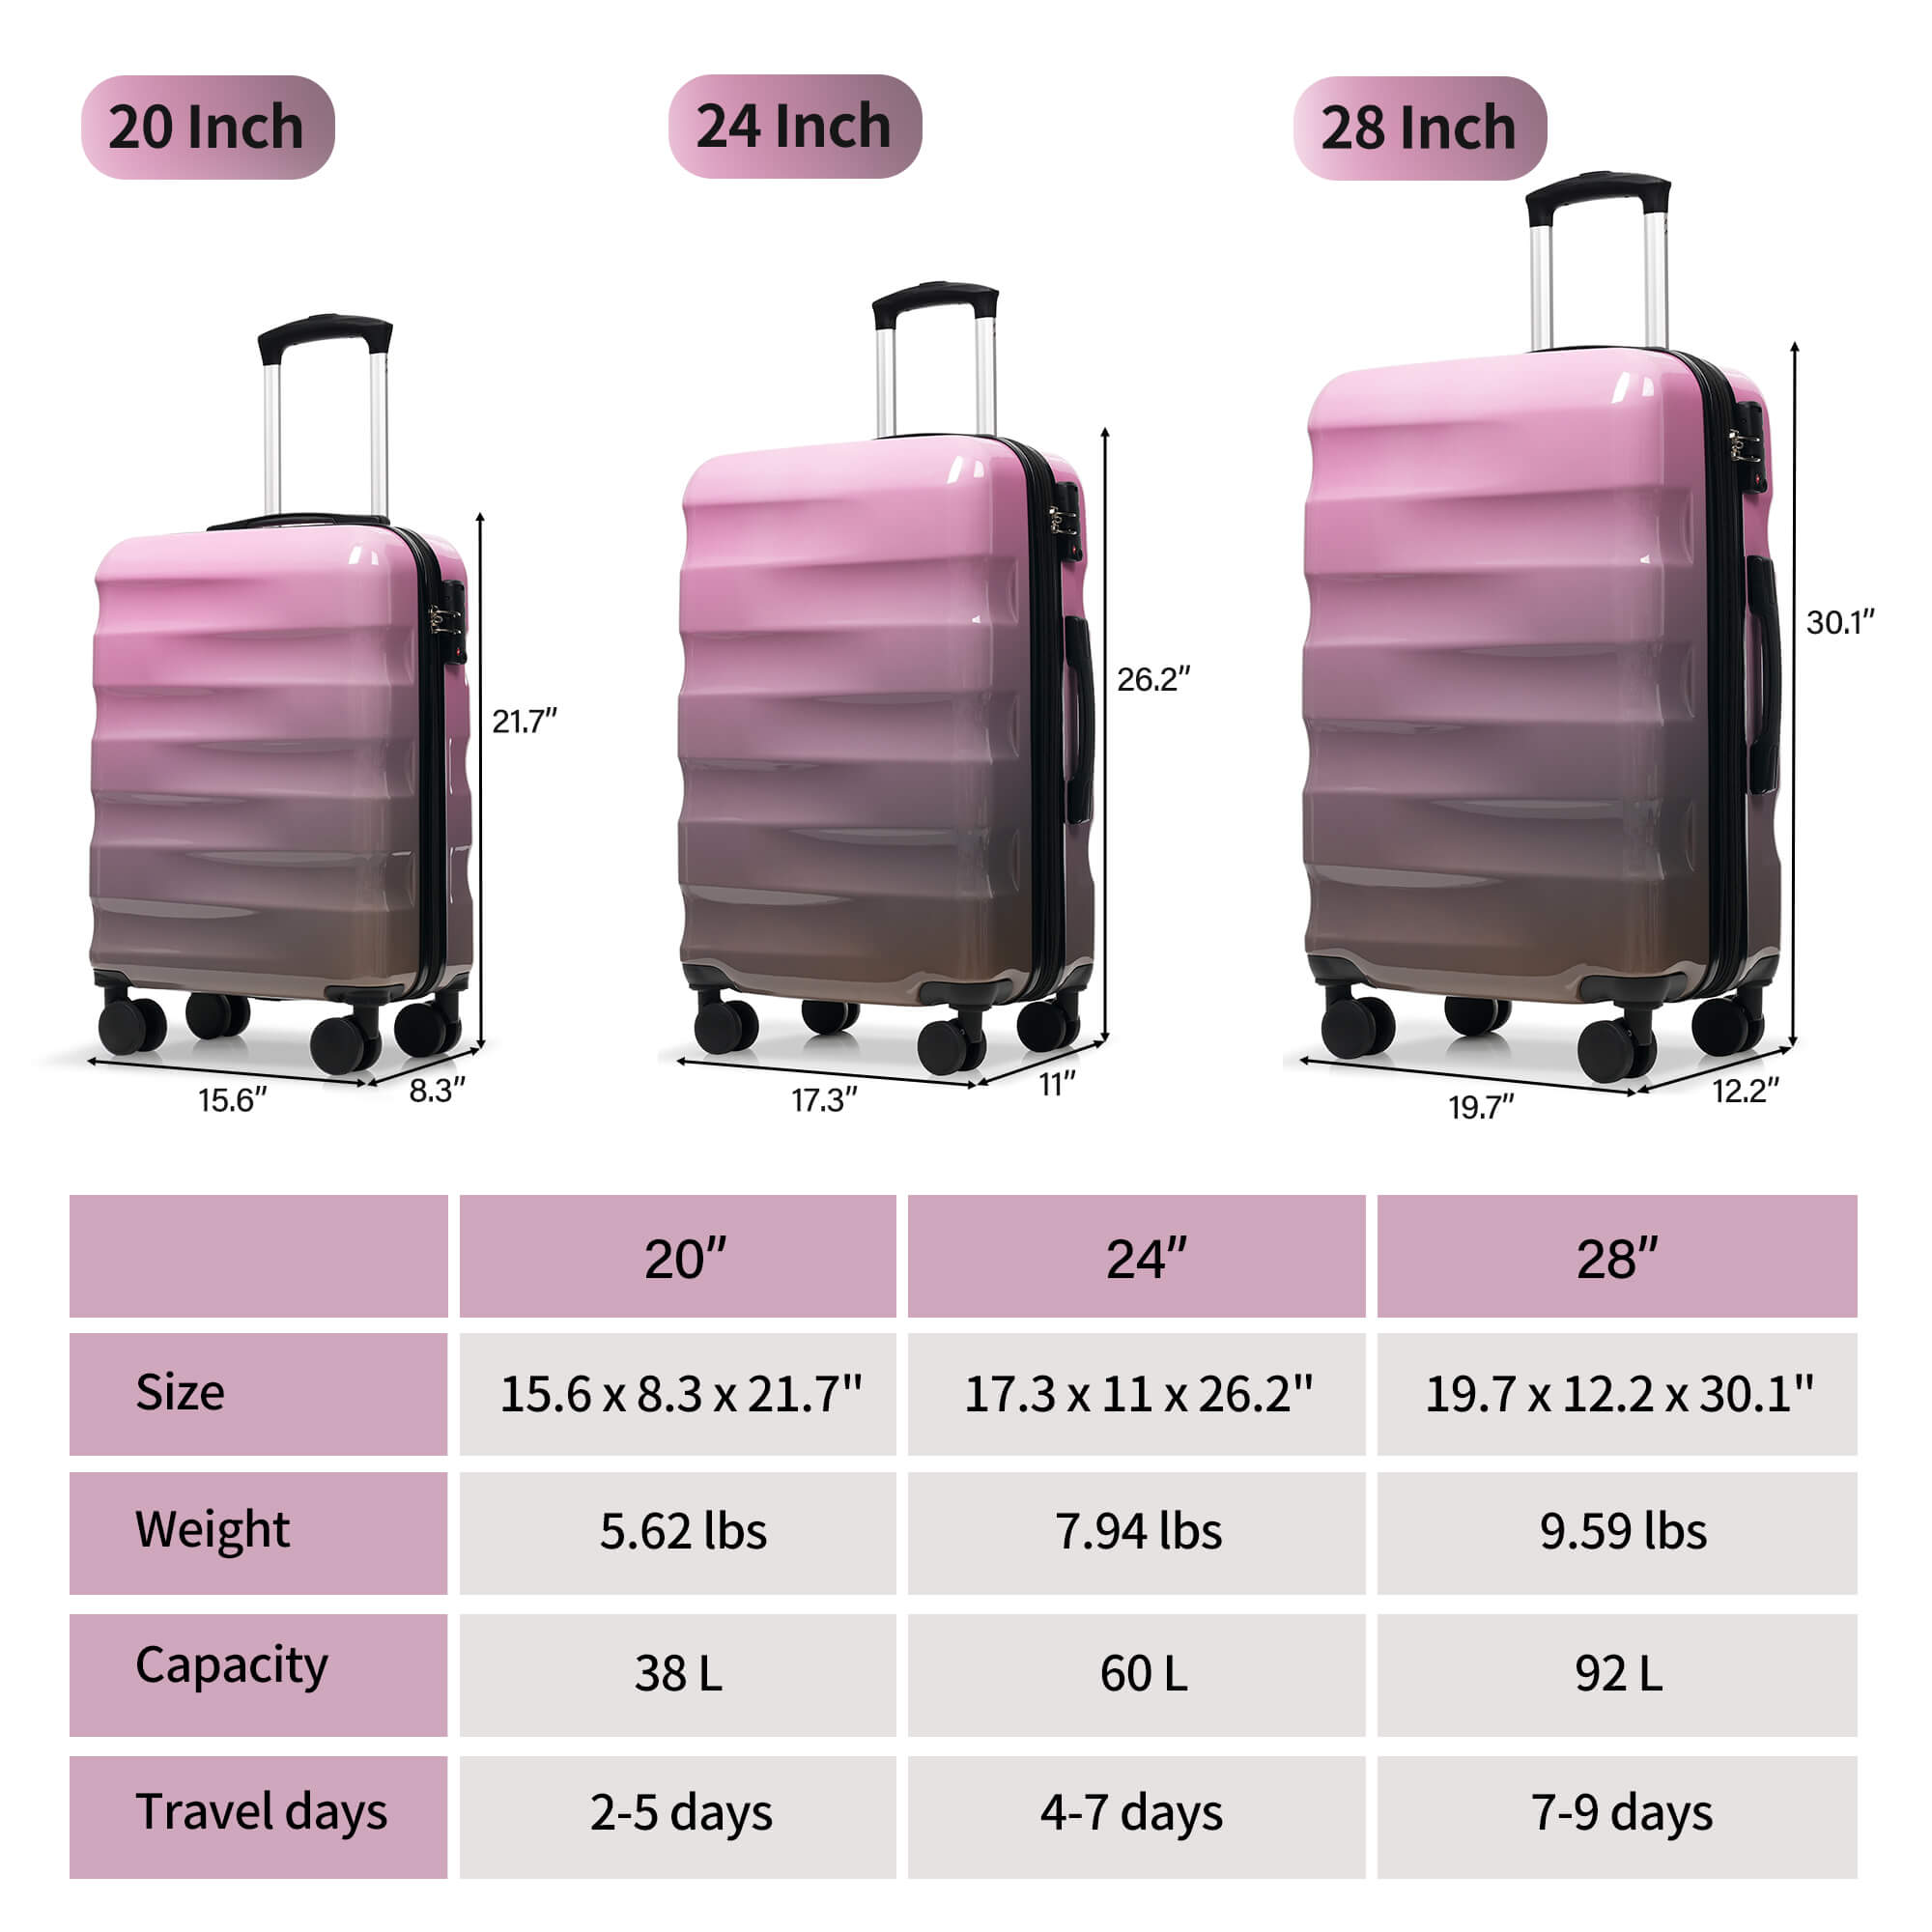 20 Inch
24 Inch
28 Inch
21.7"
15.6"
8.3"
26.2"
17.3"
11"
30.1"
19.7"
12.2"
20" 24" 28"
Size 15.6 x 8.3 x 21.7" 17.3 x 11 x 26.2" 19.7 x 12.2 x 30.1"
Weight 5.62 lbs 7.94 lbs 9.59 lbs
Capacity 38 L 60 L 92 L
Travel days 2-5 days 4-7 days 7-9 days